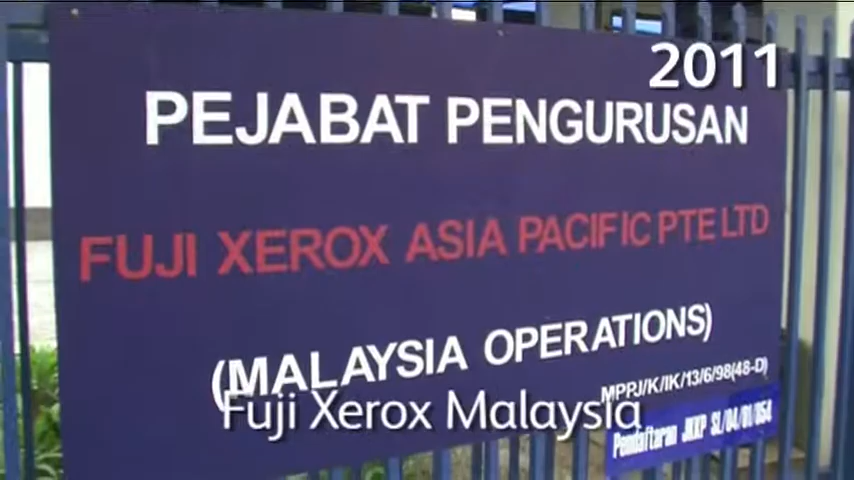 2011
PEJABAT PENGURUSAN
FUJI XEROX ASIA PACIFIC PTE LTD
(MALAYSIA OPERATIONS)
MPPJ/K/IK/13/6/98(48-D)
Fuji Xerox Malaysia
Pendaftaran JKKP SL/04/81/054